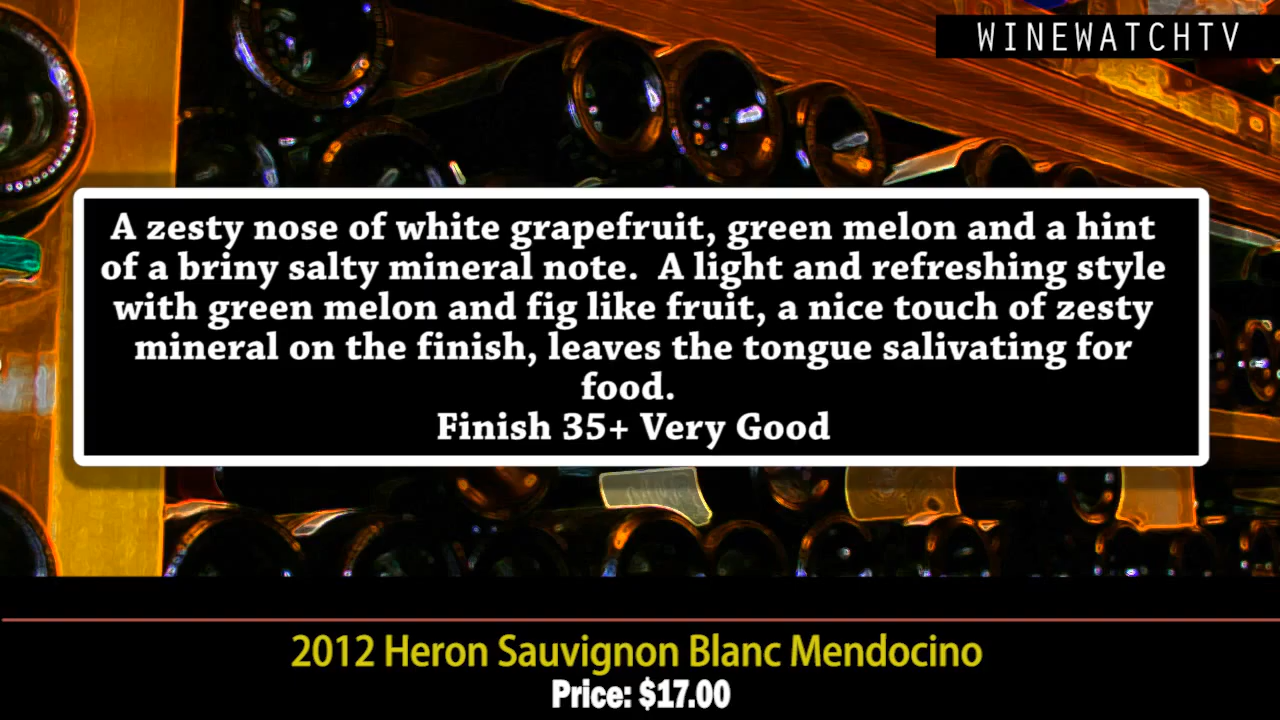 WINEWATCHTV
A zesty nose of white grapefruit, green melon and a hint
of a briny salty mineral note.  A light and refreshing style
with green melon and fig like fruit, a nice touch of zesty
mineral on the finish, leaves the tongue salivating for
food.
Finish 35+ Very Good
2012 Heron Sauvignon Blanc Mendocino
Price: $17.00